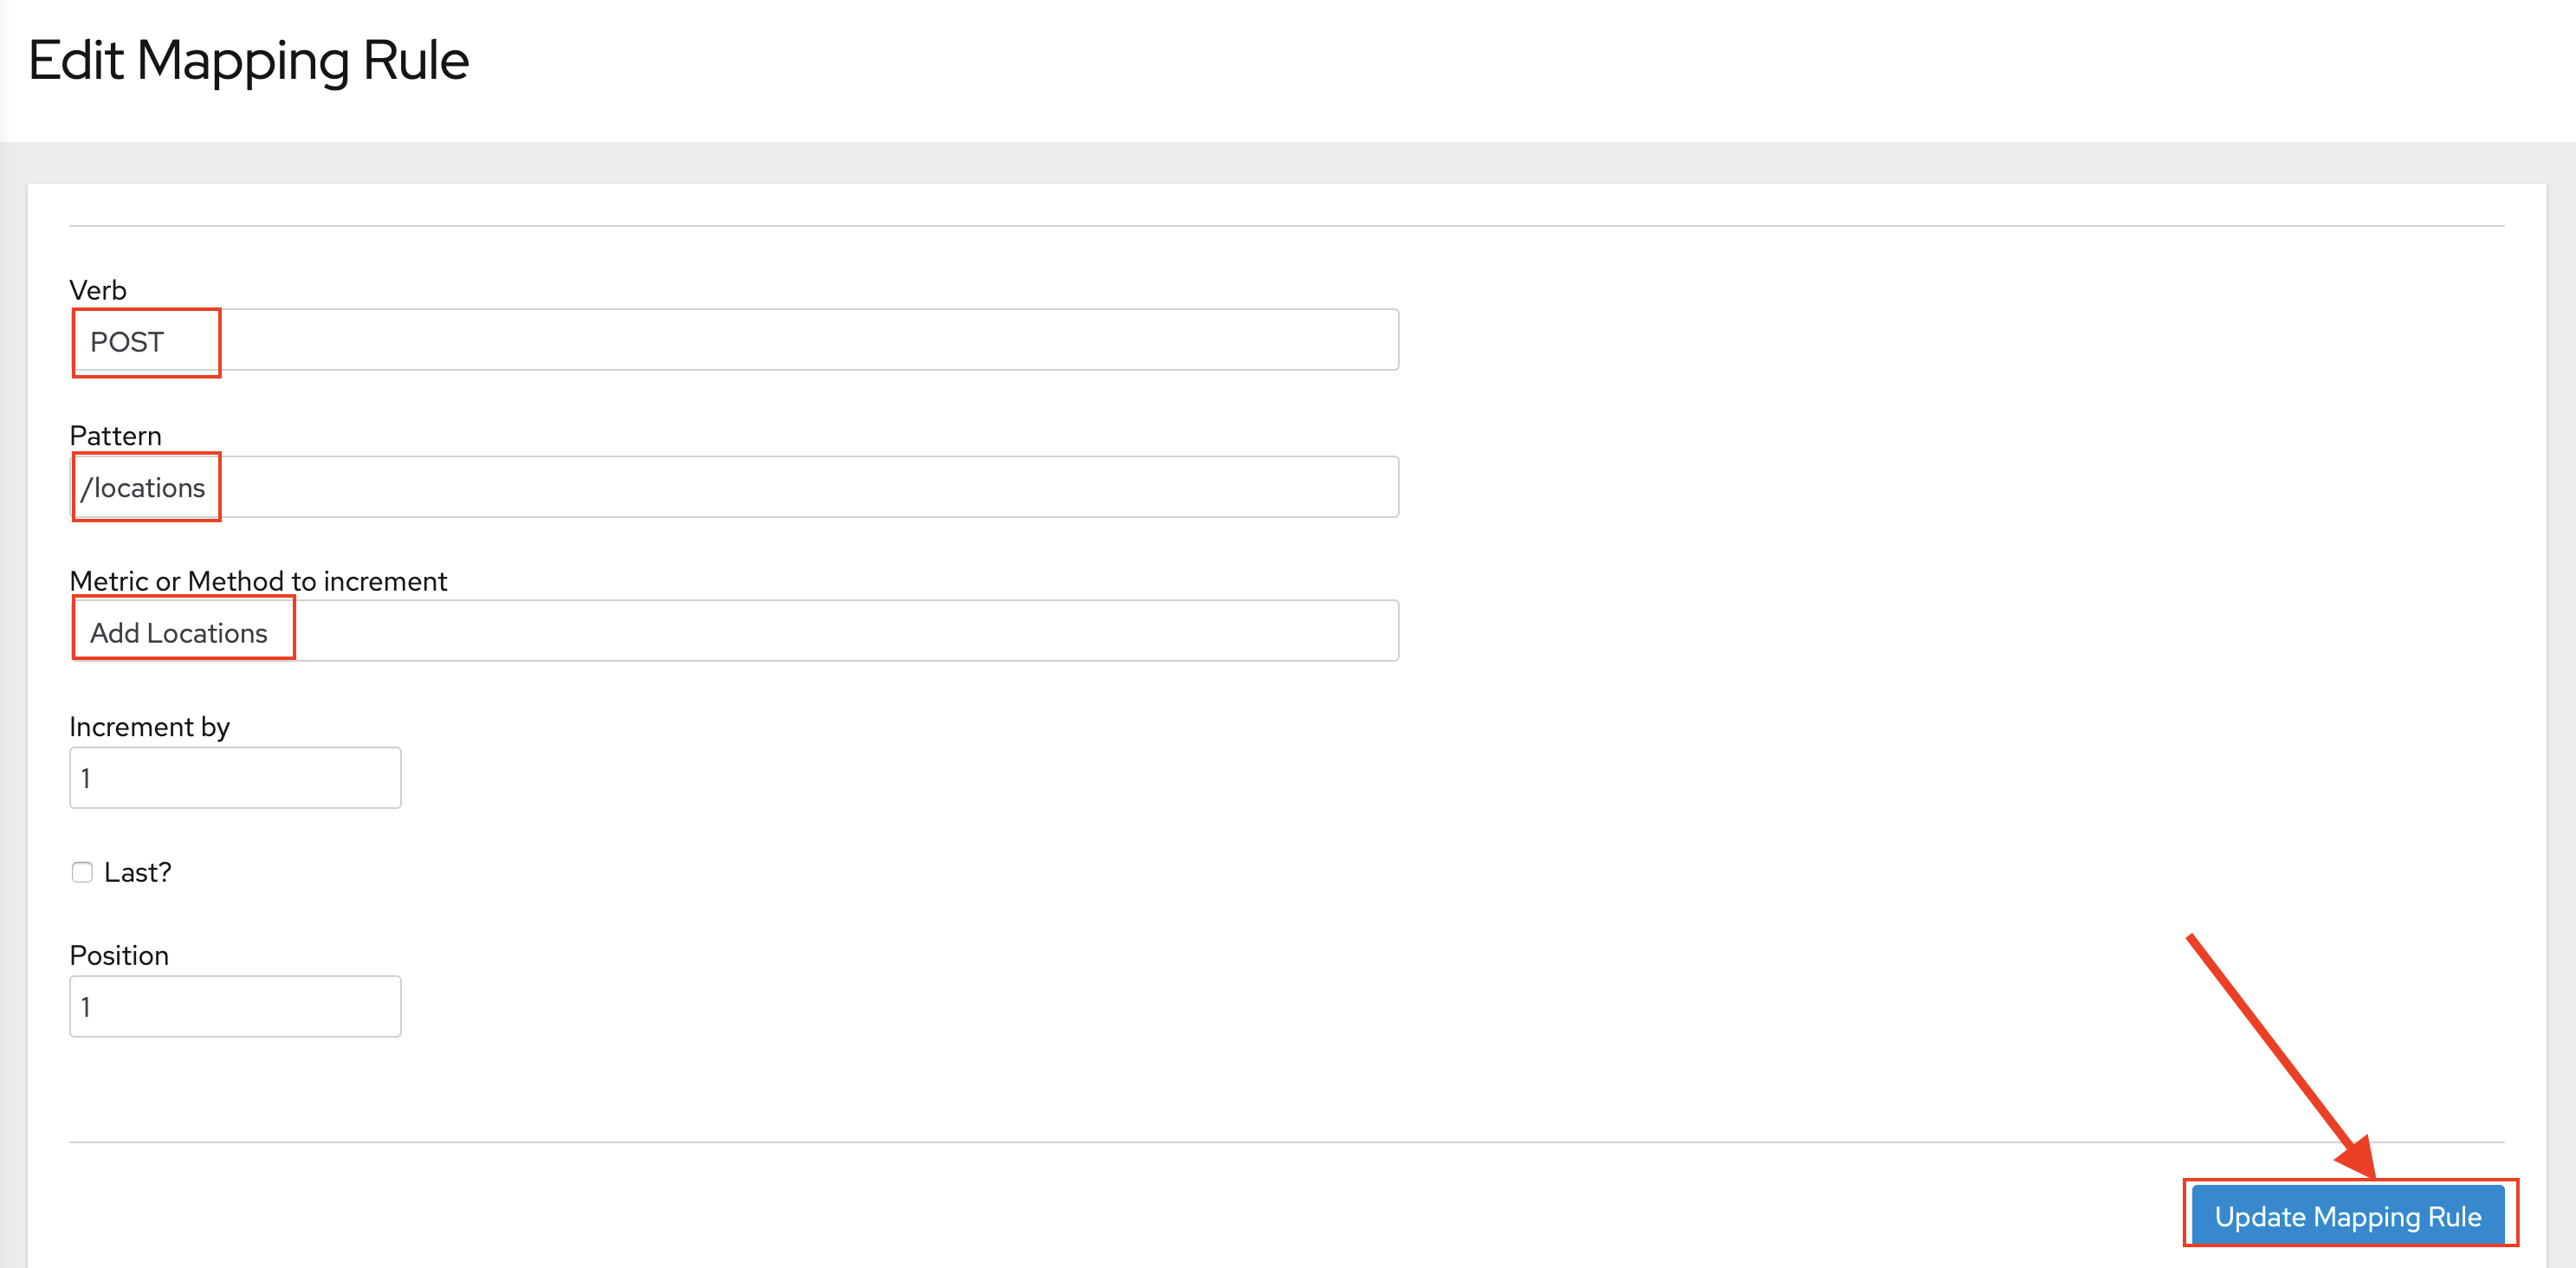 Edit Mapping Rule
Verb
POST
Pattern
/locations
Metric or Method to increment
Add Locations
Increment by
1
Last?
Position
1
Update Mapping Rule